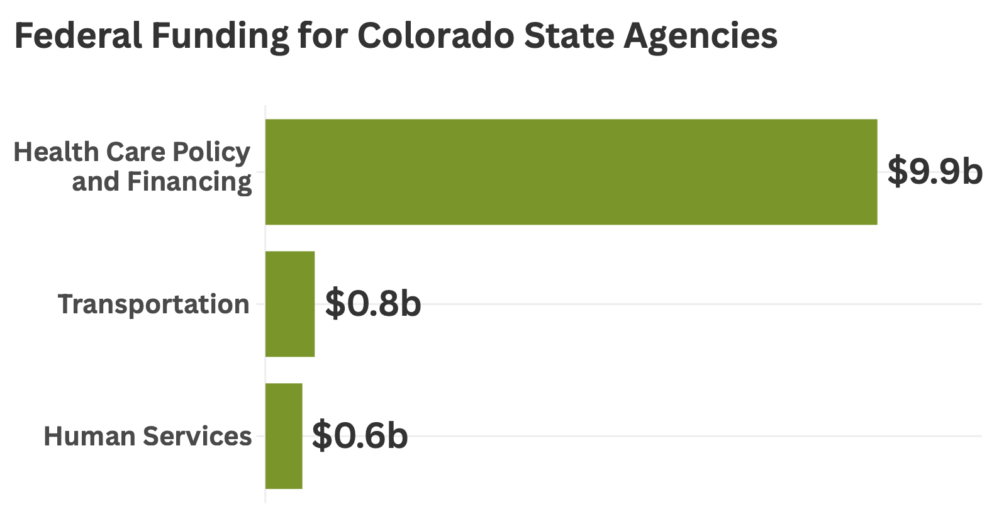 Federal Funding for Colorado State Agencies
Health Care Policy
and Financing
$9.9b
Transportation
$0.8b
Human Services
$0.6b